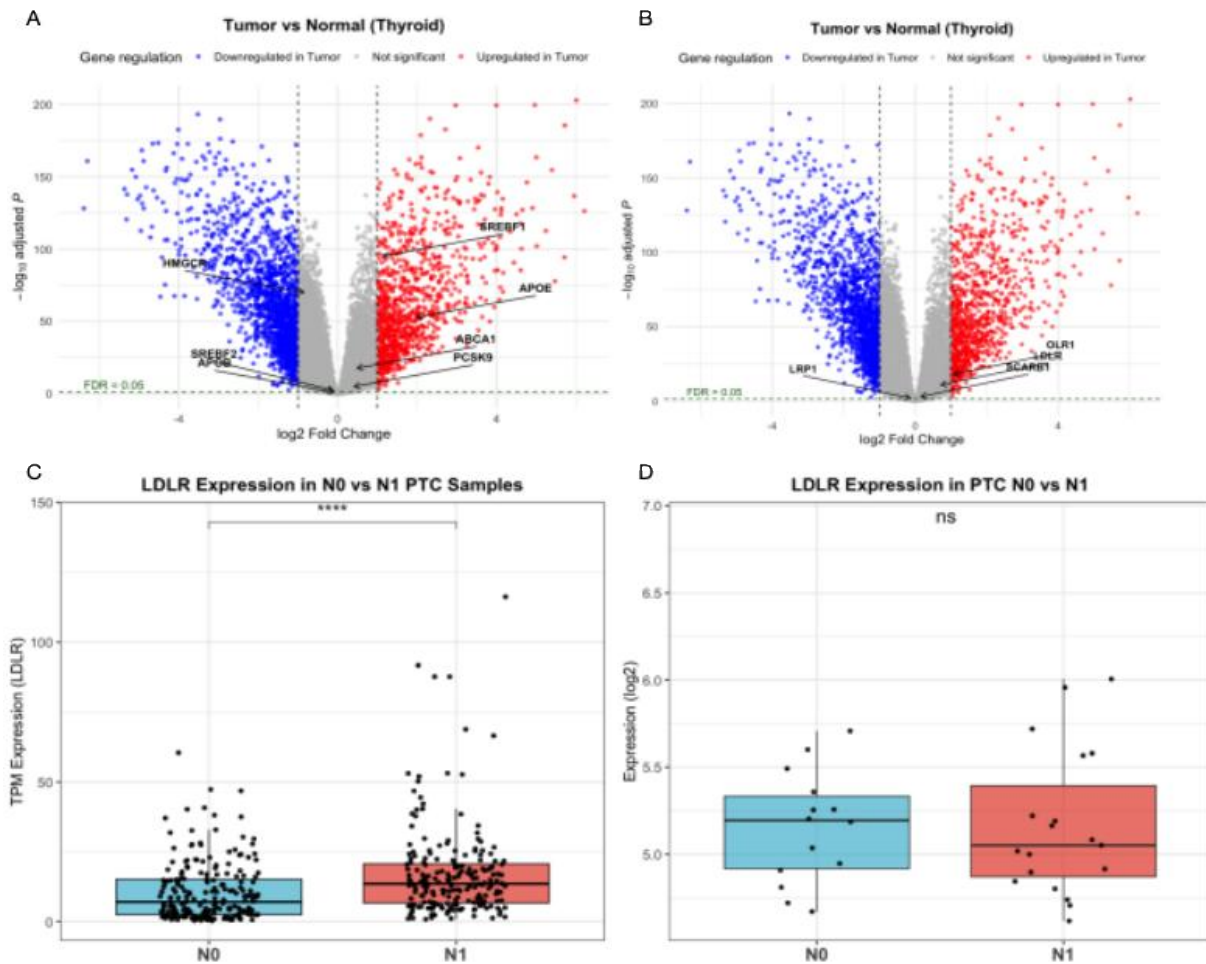 A
Tumor vs Normal (Thyroid)
Gene regulation Downregulated in Tumor Not significant Upregulated in Tumor
200
150
100
50
0
−log10 adjusted P
SREBF1
HMGCR
APOE
ABCA1
PCSK9
SREBF2
APOB
FDR = 0.05
-4 0 4
log2 Fold Change
B
Tumor vs Normal (Thyroid)
Gene regulation Downregulated in Tumor Not significant Upregulated in Tumor
200
150
100
50
0
−log10 adjusted P
OLR1
LDLR
SCARB1
LRP1
FDR = 0.05
-4 0 4
log2 Fold Change
C
LDLR Expression in N0 vs N1 PTC Samples
150
100
50
0
TPM Expression (LDLR)
****
N0 N1
D
LDLR Expression in PTC N0 vs N1
7.0
6.5
6.0
5.5
5.0
Expression (log2)
ns
N0 N1